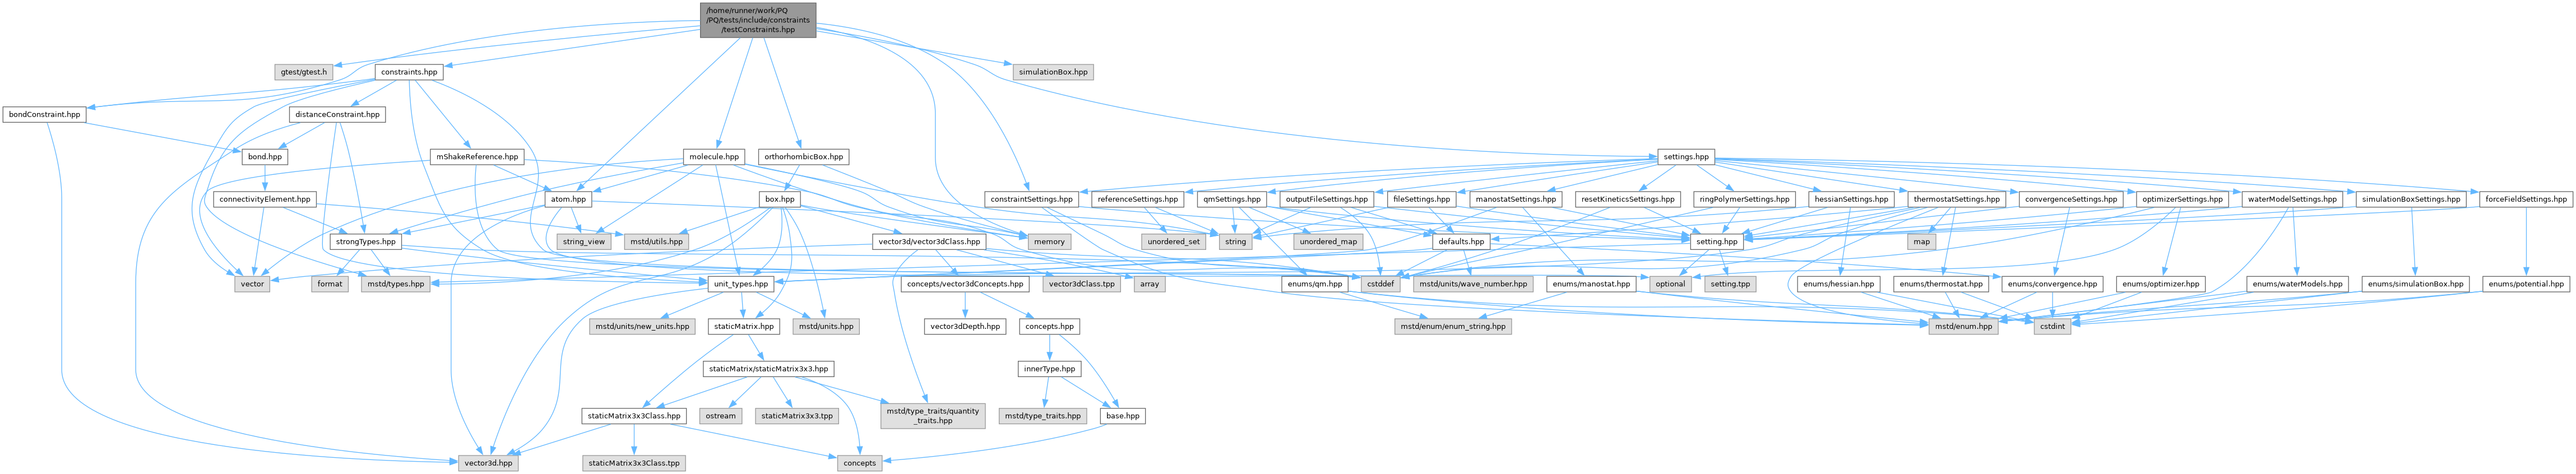 /home/runner/work/PQ
/PQ/tests/include/constraints
/testConstraints.hpp
gtest/gtest.h
constraints.hpp
simulationBox.hpp
bondConstraint.hpp
distanceConstraint.hpp
bond.hpp
mShakeReference.hpp
molecule.hpp
orthorhombicBox.hpp
settings.hpp
connectivityElement.hpp
atom.hpp
box.hpp
constraintSettings.hpp
referenceSettings.hpp
qmSettings.hpp
outputFileSettings.hpp
fileSettings.hpp
manostatSettings.hpp
resetKineticsSettings.hpp
ringPolymerSettings.hpp
hessianSettings.hpp
thermostatSettings.hpp
convergenceSettings.hpp
optimizerSettings.hpp
waterModelSettings.hpp
simulationBoxSettings.hpp
forceFieldSettings.hpp
strongTypes.hpp
string_view
mstd/utils.hpp
vector3d/vector3dClass.hpp
memory
unordered_set
string
unordered_map
defaults.hpp
setting.hpp
map
vector
format
mstd/types.hpp
unit_types.hpp
concepts/vector3dConcepts.hpp
vector3dClass.tpp
array
enums/qm.hpp
cstddef
mstd/units/wave_number.hpp
enums/manostat.hpp
optional
setting.tpp
enums/hessian.hpp
enums/thermostat.hpp
enums/convergence.hpp
enums/optimizer.hpp
enums/waterModels.hpp
enums/simulationBox.hpp
enums/potential.hpp
mstd/units/new_units.hpp
staticMatrix.hpp
mstd/units.hpp
vector3dDepth.hpp
concepts.hpp
mstd/enum/enum_string.hpp
mstd/enum.hpp
cstdint
staticMatrix/staticMatrix3x3.hpp
innerType.hpp
staticMatrix3x3Class.hpp
ostream
staticMatrix3x3.tpp
mstd/type_traits/quantity
_traits.hpp
mstd/type_traits.hpp
base.hpp
vector3d.hpp
staticMatrix3x3Class.tpp
concepts